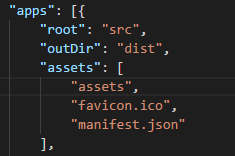 "apps": [{
"root": "src",
"outDir": "dist",
"assets": [
"assets",
"favicon.ico",
"manifest.json"
],